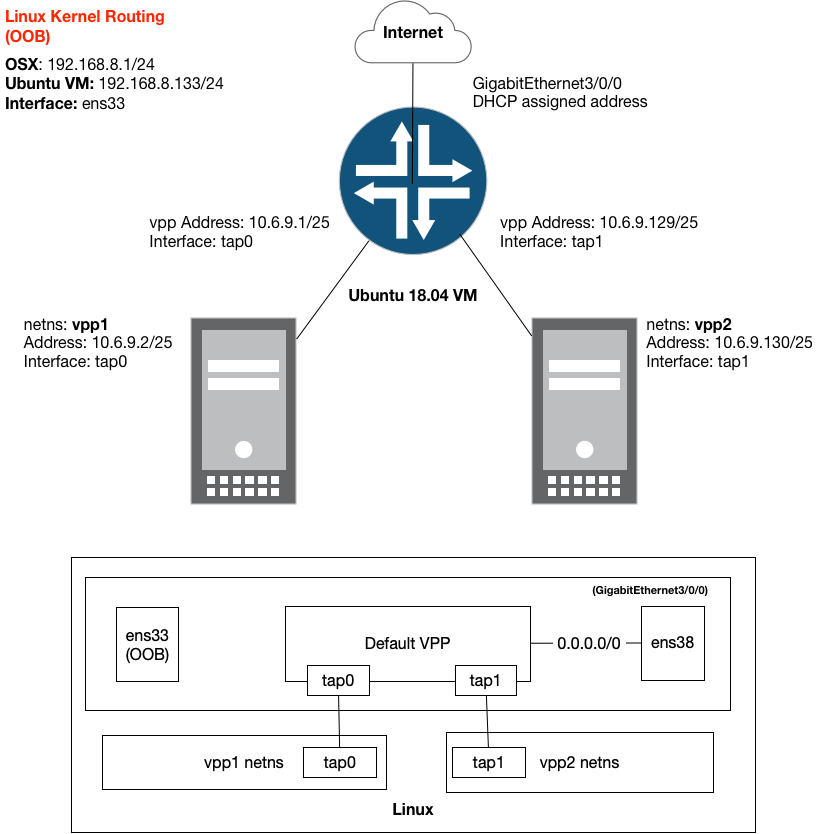 Linux Kernel Routing
(OOB)
OSX: 192.168.8.1/24
Ubuntu VM: 192.168.8.133/24
Interface: ens33
Internet
GigabitEthernet3/0/0
DHCP assigned address
vpp Address: 10.6.9.1/25
Interface: tap0
vpp Address: 10.6.9.129/25
Interface: tap1
Ubuntu 18.04 VM
netns: vpp1
Address: 10.6.9.2/25
Interface: tap0
netns: vpp2
Address: 10.6.9.130/25
Interface: tap1
(GigabitEthernet3/0/0)
ens33
(OOB)
Default VPP
0.0.0.0/0
ens38
tap0
tap1
vpp1 netns
tap0
tap1
vpp2 netns
Linux